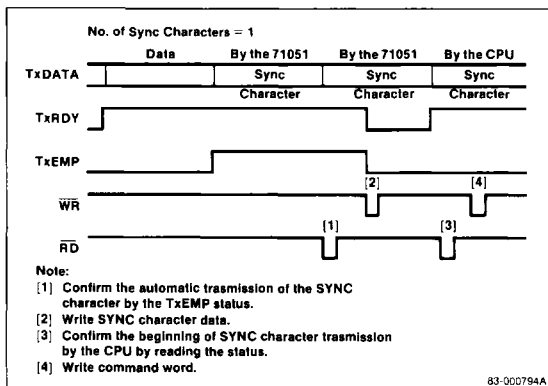 No. of Sync Characters = 1
Data By the 71051 By the 71051 By the CPU
TxDATA Sync Sync Sync
Character Character Character
TxRDY
TxEMP
[2] [4]
WR
[1] [3]
RD
Note:
[1] Confirm the automatic trasmission of the SYNC
character by the TxEMP status.
[2] Write SYNC character data.
[3] Confirm the beginning of SYNC character trasmission
by the CPU by reading the status.
[4] Write command word.
83-000794A